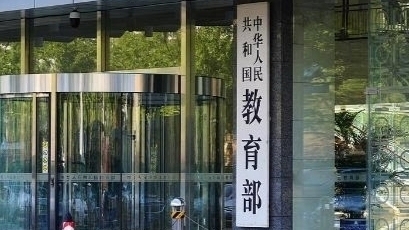 中华人民
共和国
教育部